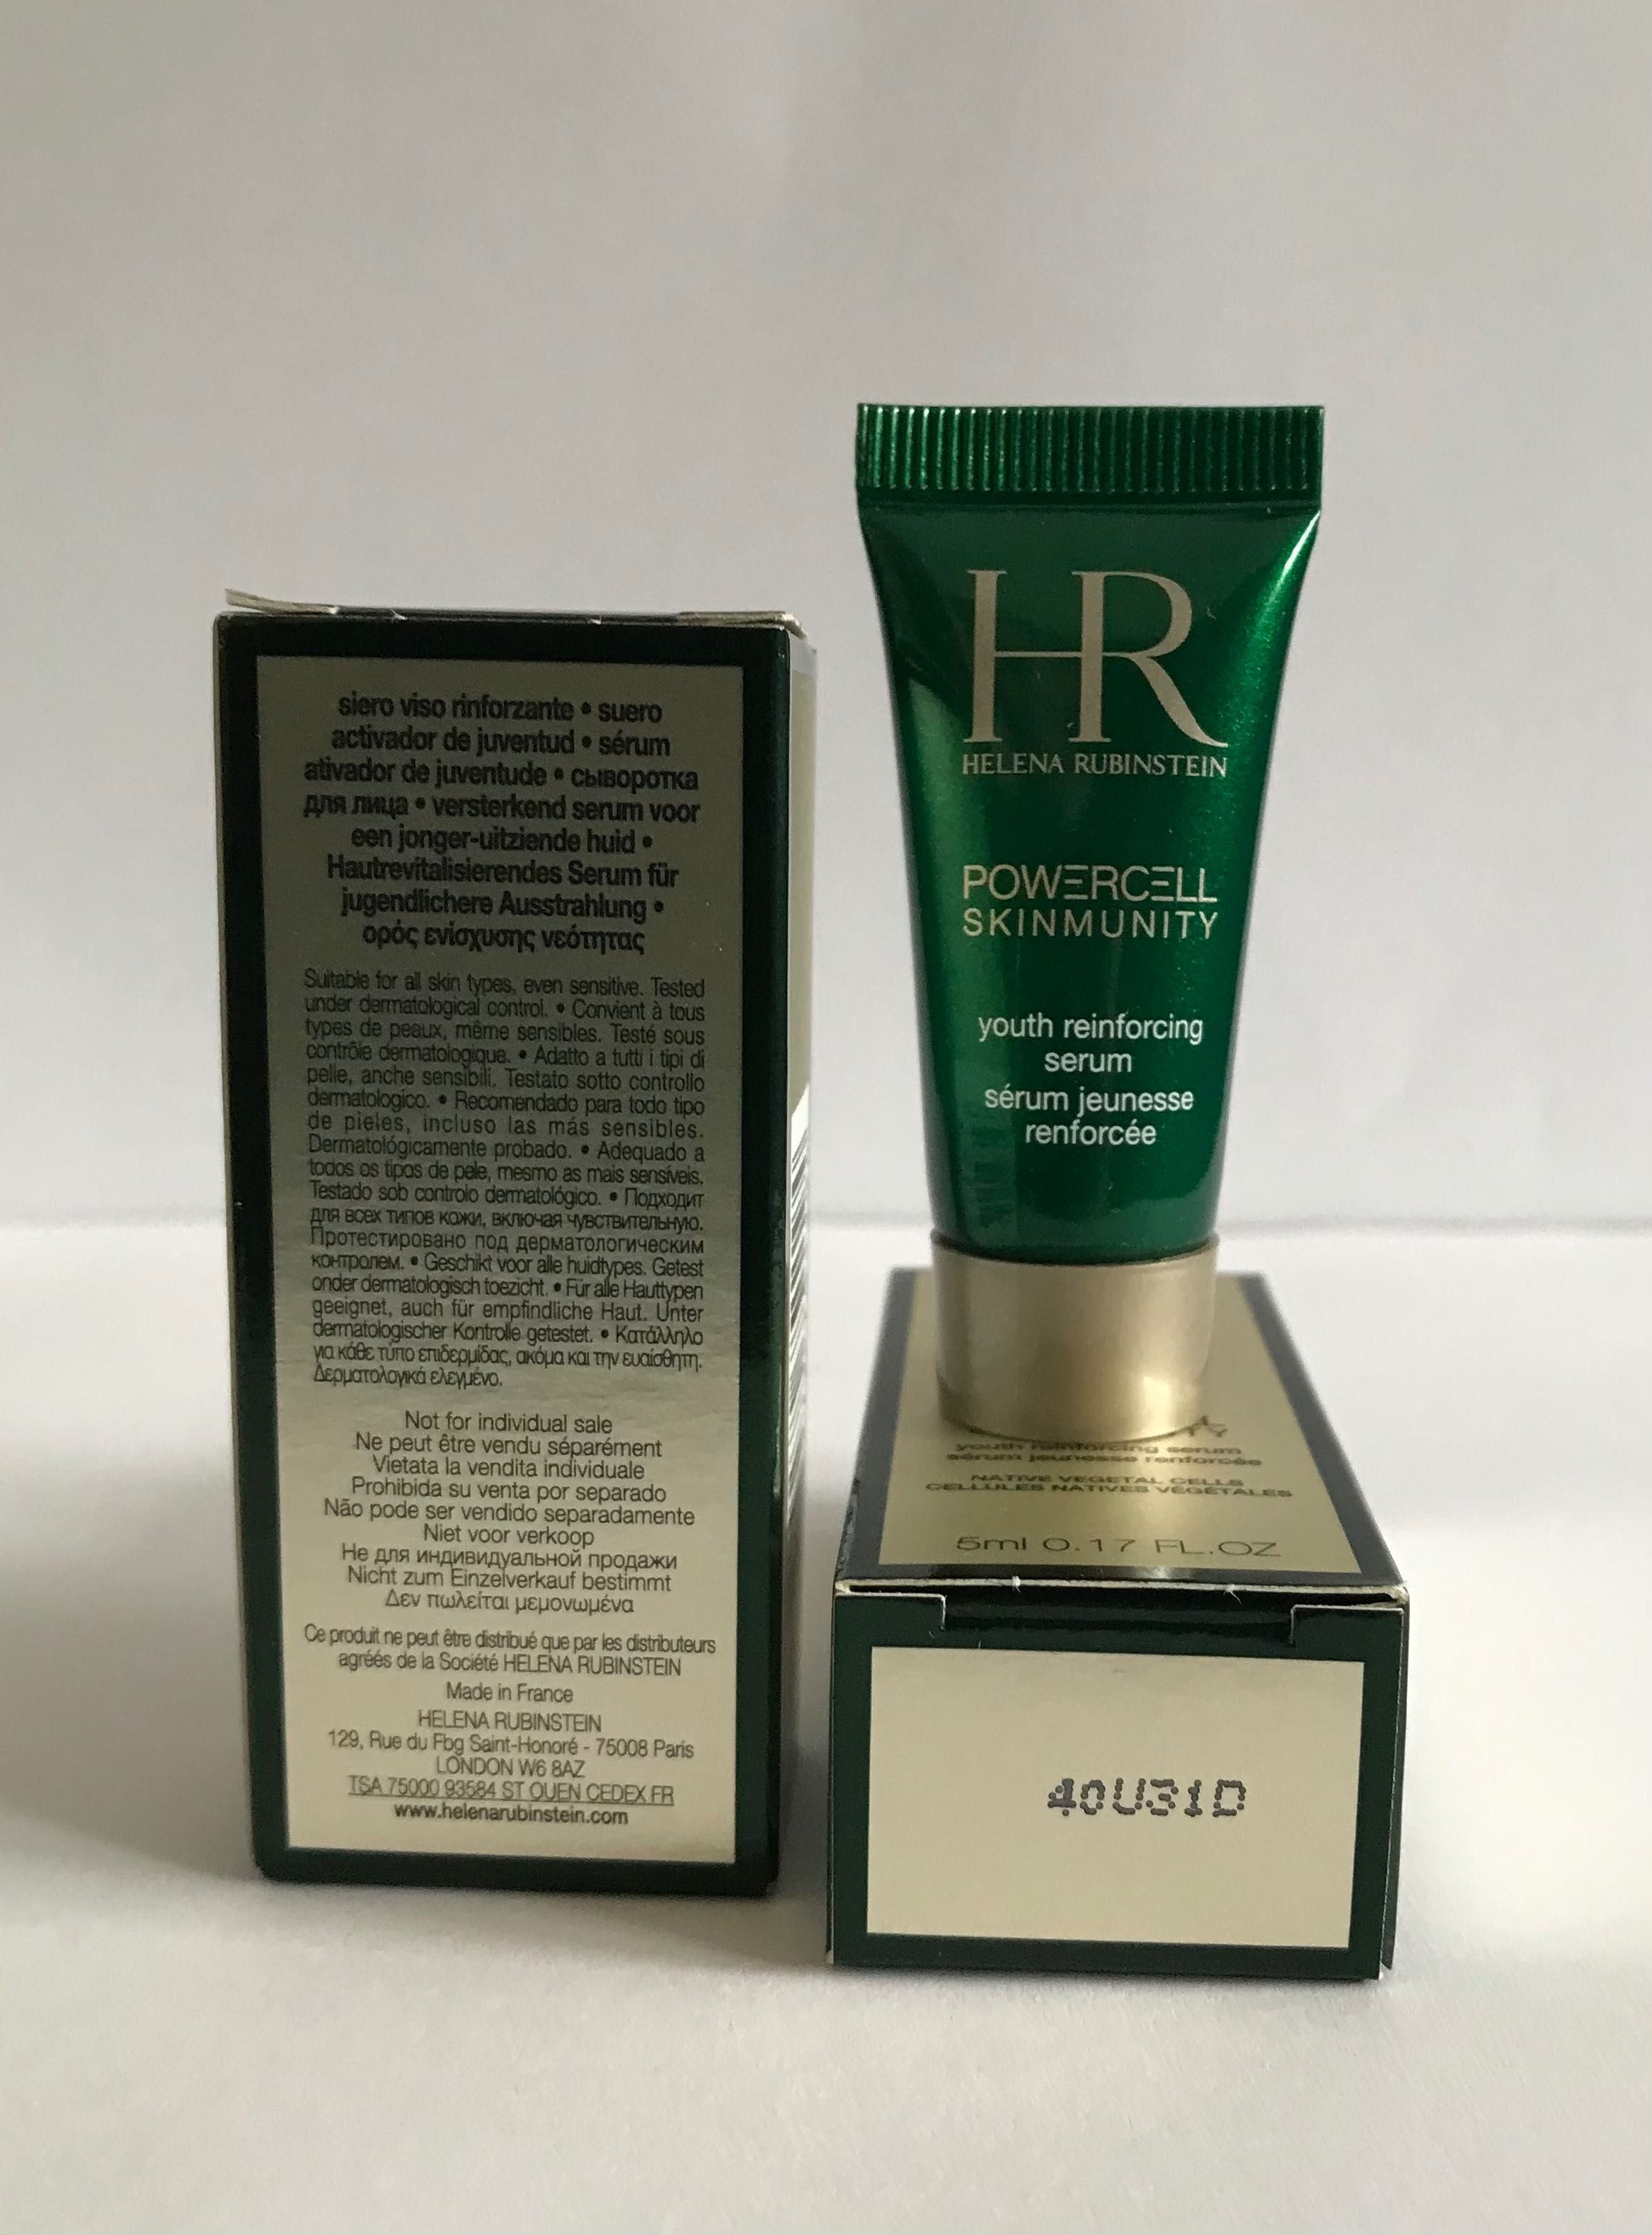 siero viso rinforzante • suero
activador de juventud • sérum
ativador de juventude • сыворотка
для лица • versterkend serum voor
een jonger-uitziende huid •
Hautrevitalisierendes Serum für
jugendlichere Ausstrahlung •
ορός ενίσχυσης νεότητας
Suitable for all skin types, even sensitive. Tested
under dermatological control. • Convient à tous
types de peaux, même sensibles. Testé sous
contrôle dermatologique. • Adatto a tutti i tipi di
pelle, anche sensibili. Testato sotto controllo
dermatologico. • Recomendado para todo tipo
de pieles, incluso las más sensibles.
Dermatológicamente probado. • Adequado a
todos os tipos de pele, mesmo as mais sensíveis.
Testado sob controlo dermatológico. • Подходит
для всех типов кожи, включая чувствительную.
Протестировано под дерматологическим
контролем. • Geschikt voor alle huidtypes. Getest
onder dermatologisch toezicht. • Für alle Hauttypen
geeignet, auch für empfindliche Haut. Unter
dermatologischer Kontrolle getestet. • Κατάλληλο
για κάθε τύπο επιδερμίδας, ακόμα και την ευαίσθητη.
Δερματολογικά ελεγμένο.
Not for individual sale
Ne peut être vendu séparément
Vietata la vendita individuale
Prohibida su venta por separado
Não pode ser vendido separadamente
Niet voor verkoop
Не для индивидуальной продажи
Nicht zum Einzelverkauf bestimmt
Δεν πωλείται μεμονωμένα
Ce produit ne peut être distribué que par les distributeurs
agréés de la Société HELENA RUBINSTEIN
Made in France
HELENA RUBINSTEIN
129, Rue du Fbg Saint-Honoré - 75008 Paris
LONDON W6 8AZ
TSA 75000 93584 ST OUEN CEDEX FR
www.helenarubinstein.com
HR
HELENA RUBINSTEIN
POWERCELL
SKINMUNITY
youth reinforcing
serum
sérum jeunesse
renforcée
youth reinforcing serum
sérum jeunesse renforcée
NATIVE VEGETAL CELLS
CELLULES NATIVES VÉGÉTALES
5ml 0.17 FL.OZ
40U31D